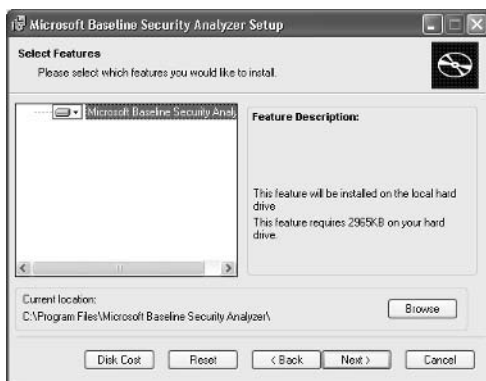 Microsoft Baseline Security Analyzer Setup
Select Features
Please select which features you would like to install.
Microsoft Baseline Security Analy
Feature Description:
This feature will be installed on the local hard
drive
This feature requires 2965KB on your hard
drive.
Current location:
C:\Program Files\Microsoft Baseline Security Analyzer\
Browse
Disk Cost
Reset
< Back
Next >
Cancel